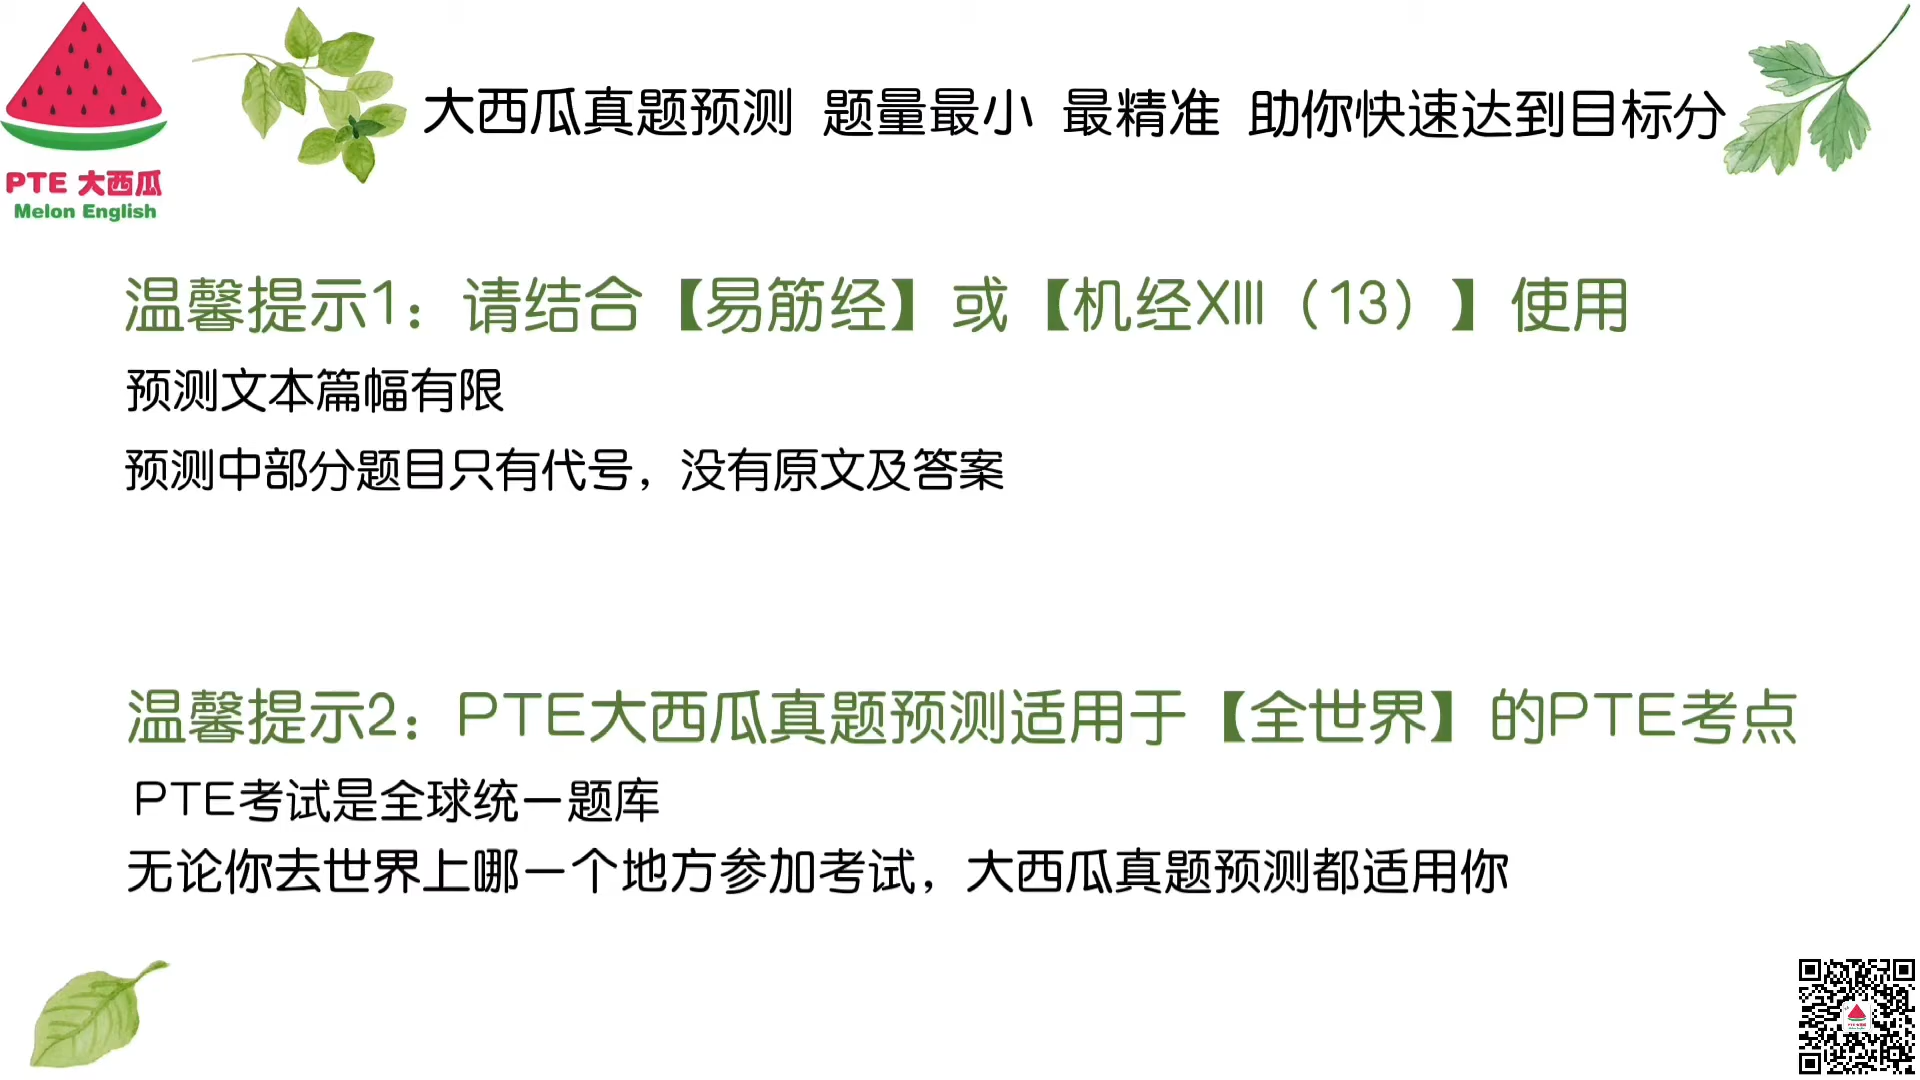 大西瓜真题预测 题量最小 最精准 助你快速达到目标分
PTE 大西瓜
Melon English
温馨提示1：请结合【易筋经】或【机经XIII（13）】使用
预测文本篇幅有限
预测中部分题目只有代号，没有原文及答案
温馨提示2：PTE大西瓜真题预测适用于【全世界】的PTE考点
PTE考试是全球统一题库
无论你去世界上哪一个地方参加考试，大西瓜真题预测都适用你